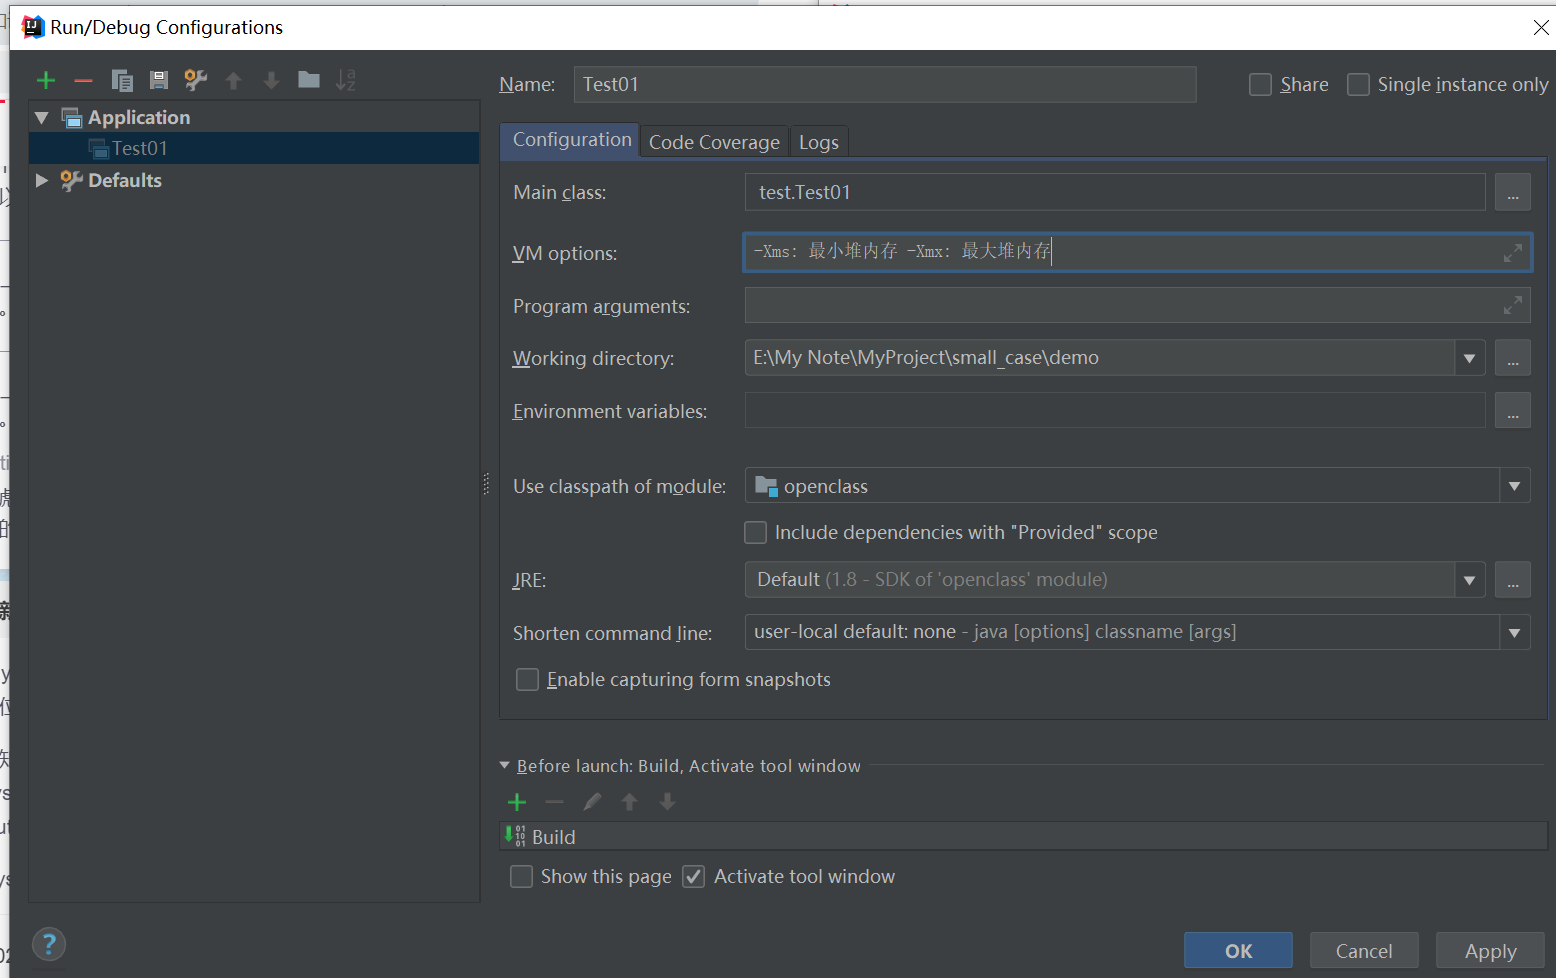 Run/Debug Configurations
Application
Test01
Defaults
Name: Test01
Share
Single instance only
Configuration
Code Coverage
Logs
Main class: test.Test01 ...
VM options: -Xms: 最小堆内存 -Xmx: 最大堆内存
Program arguments:
Working directory: E:\My Note\MyProject\small_case\demo ...
Environment variables: ...
Use classpath of module: openclass
Include dependencies with "Provided" scope
JRE: Default (1.8 - SDK of 'openclass' module) ...
Shorten command line: user-local default: none - java [options] classname [args]
Enable capturing form snapshots
Before launch: Build, Activate tool window
Build
Show this page
Activate tool window
?
OK
Cancel
Apply